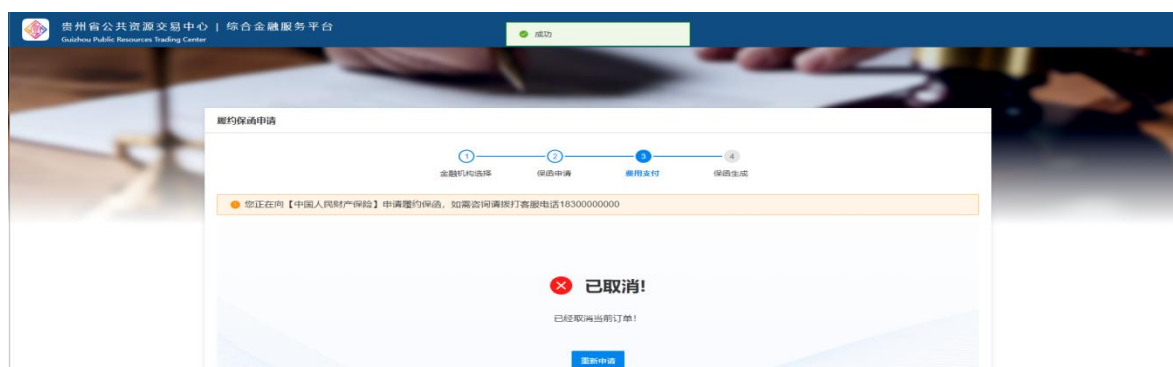 贵州省公共资源交易中心 | 综合金融服务平台
Guizhou Public Resources Trading Center
成功
履约保函申请
1 2 3 4
金融机构选择 保函申请 费用支付 保函生成
您正在向【中国人民财产保险】申请履约保函，如需咨询请拨打客服电话18300000000
已取消!
已经取消当前订单!
重新申请